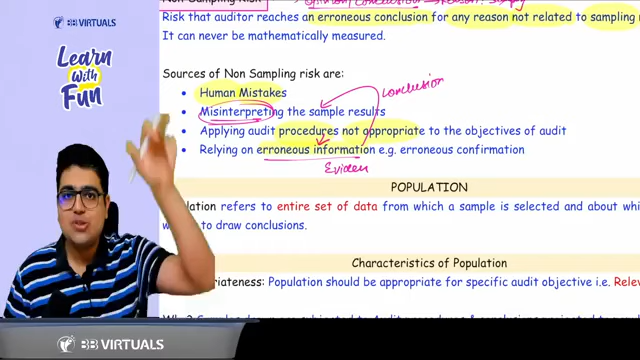 BB VIRTUALS
Learn
With
Fun
Non Sampling Risk
Opinion/Conclusion
Risk that auditor reaches an erroneous conclusion for any reason not related to sampling
It can never be mathematically measured.
Sources of Non Sampling risk are:
conclusion
• Human Mistakes
• Misinterpreting the sample results
• Applying audit procedures not appropriate to the objectives of audit
• Relying on erroneous information e.g. erroneous confirmation
Eviden
POPULATION
refers to entire set of data from which a sample is selected and about
to draw conclusions.
Characteristics of Population
Population should be appropriate for specific audit objective i.e.
BB VIRTUALS